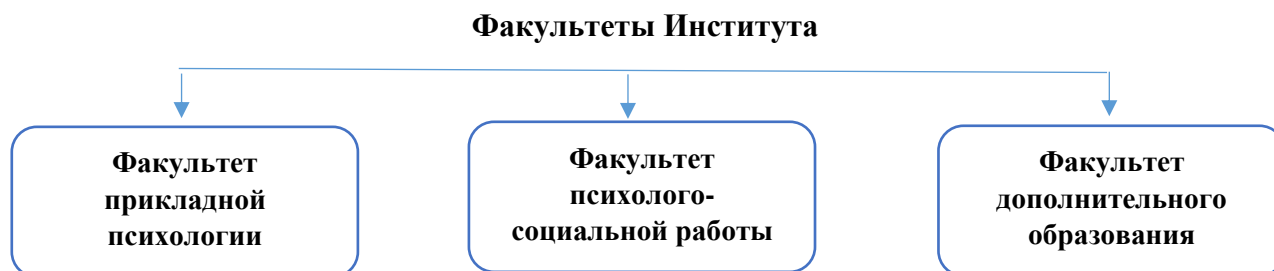 Факультеты Института
Факультет
прикладной
психологии
Факультет
психолого-
социальной работы
Факультет
дополнительного
образования